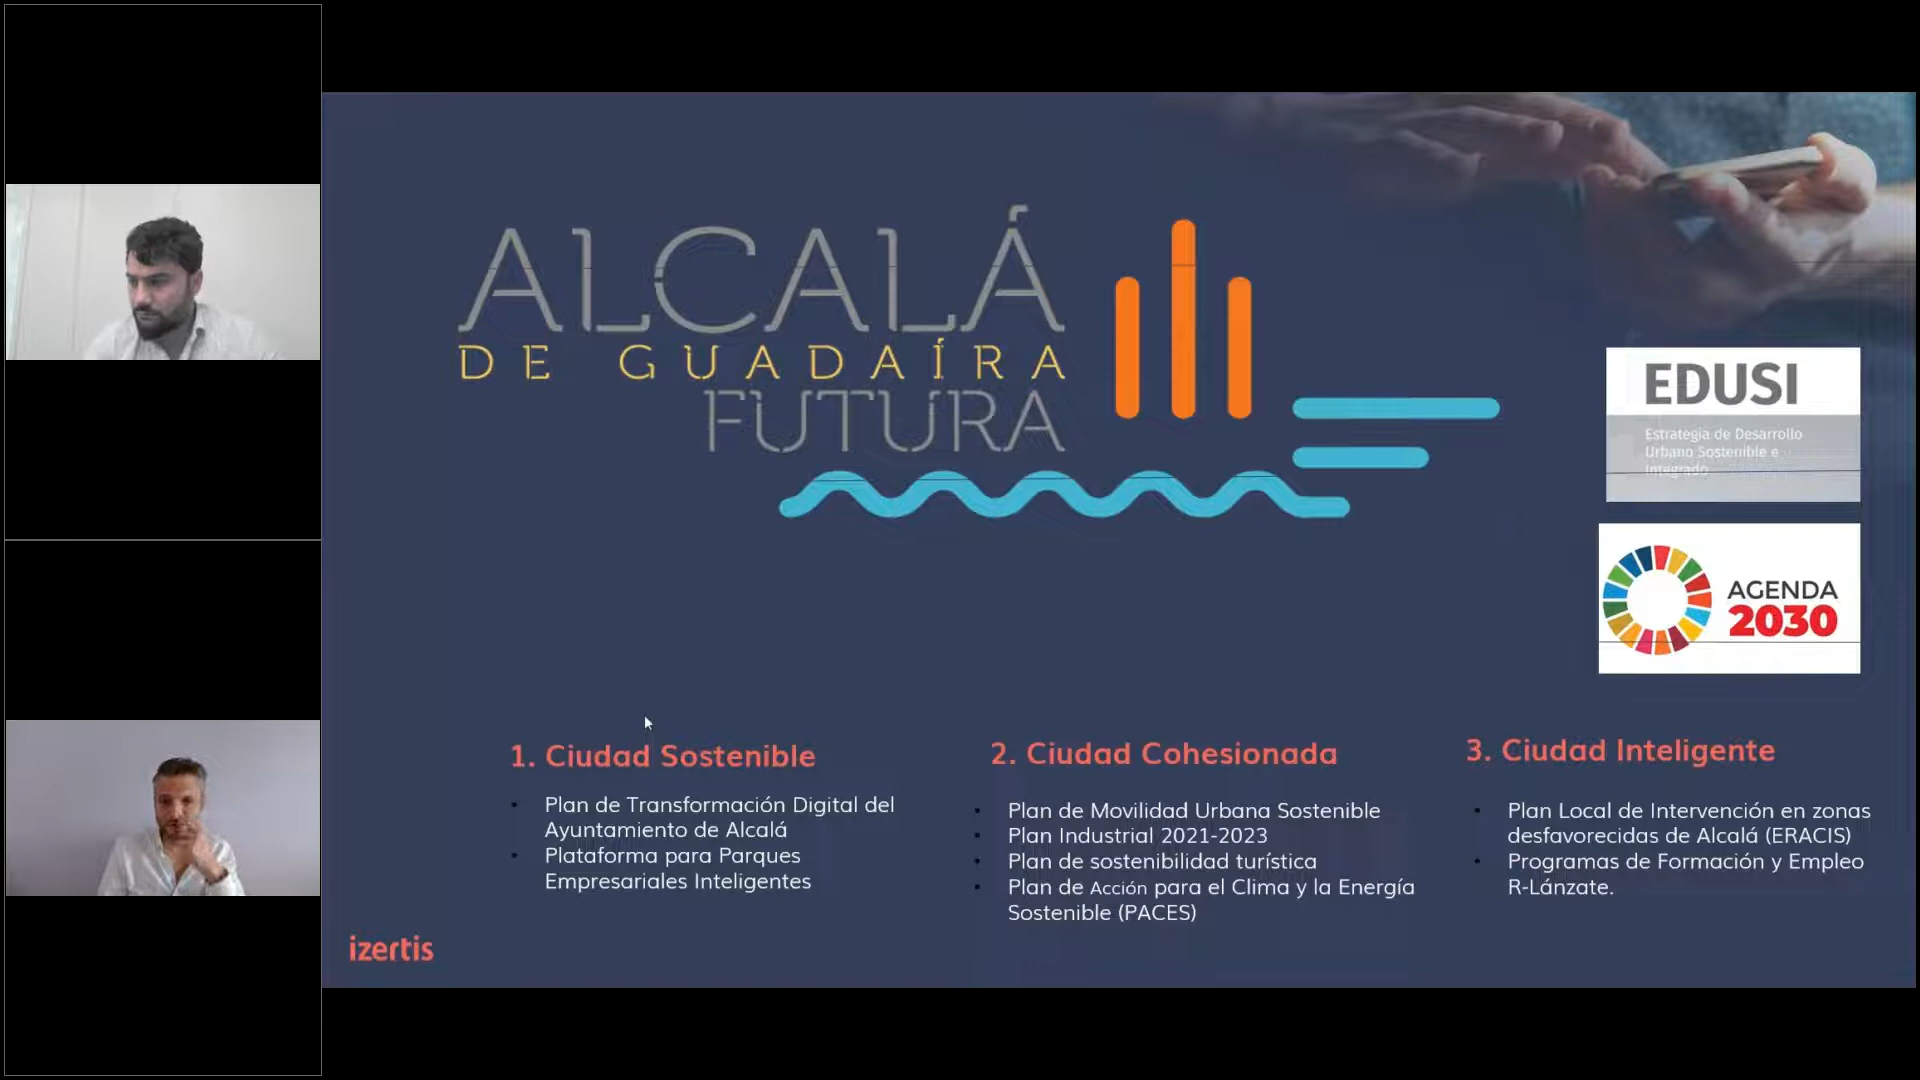 ALCALÁ
DE GUADAÍRA
FUTURA
EDUSI
Estrategia de Desarrollo
Urbano Sostenible e
Integrado
AGENDA
2030
1. Ciudad Sostenible
• Plan de Transformación Digital del
Ayuntamiento de Alcalá
• Plataforma para Parques
Empresariales Inteligentes
2. Ciudad Cohesionada
• Plan de Movilidad Urbana Sostenible
• Plan Industrial 2021-2023
• Plan de sostenibilidad turística
• Plan de Acción para el Clima y la Energía
Sostenible (PACES)
3. Ciudad Inteligente
• Plan Local de Intervención en zonas
desfavorecidas de Alcalá (ERACIS)
• Programas de Formación y Empleo
R-Lánzate.
izertis